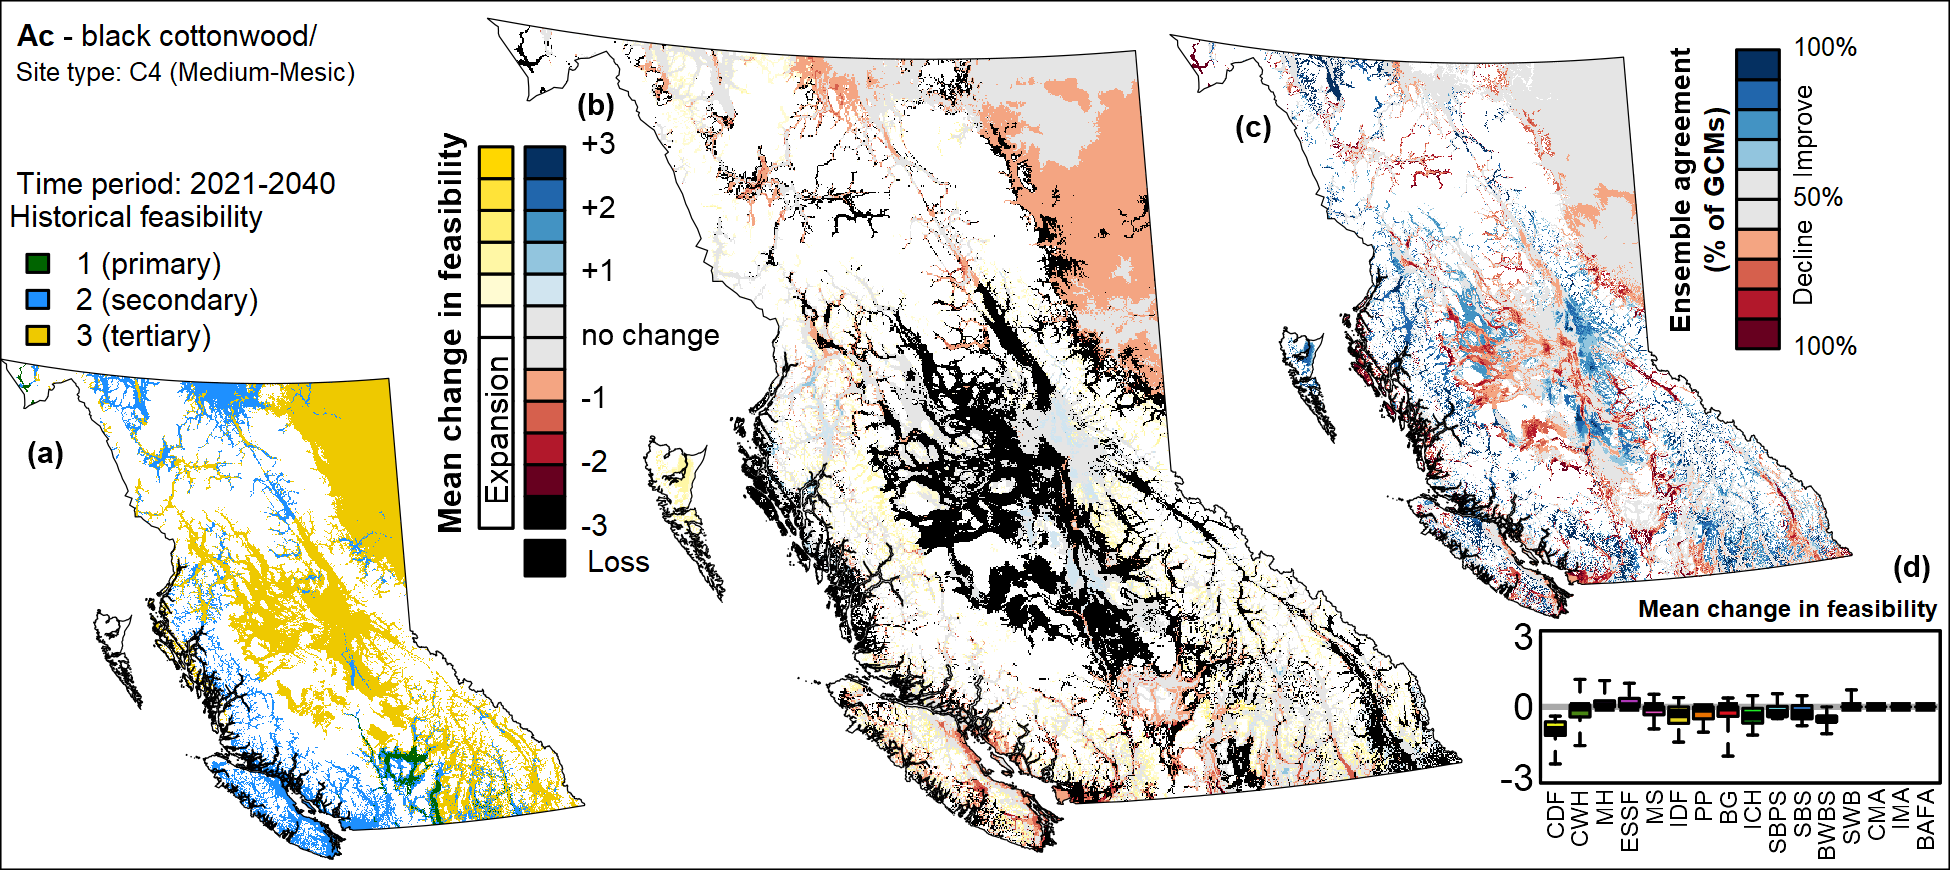 Ac - black cottonwood/
Site type: C4 (Medium-Mesic)
Time period: 2021-2040
Historical feasibility
1 (primary)
2 (secondary)
3 (tertiary)
(a)
(b)
Mean change in feasibility
Expansion
+3
+2
+1
no change
-1
-2
-3
Loss
(c)
Ensemble agreement
(% of GCMs)
Improve
Decline
100%
50%
100%
(d)
Mean change in feasibility
3
0
-3
CDF
CWH
MH
ESSF
MS
IDF
PP
BG
ICH
SBPS
SBS
BWBS
SWB
CMA
IMA
BAFA